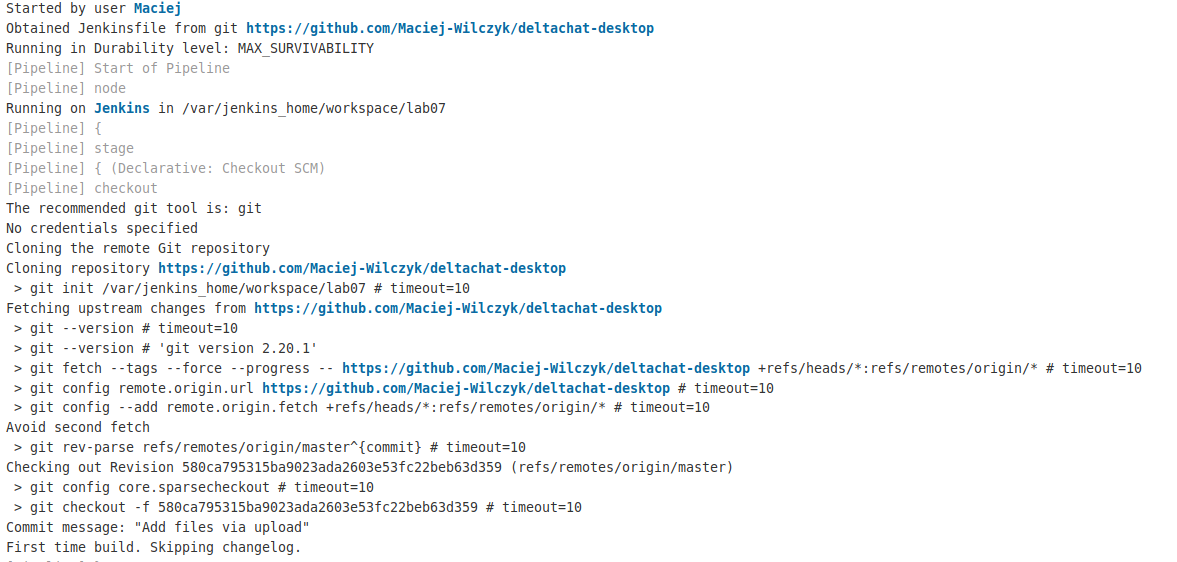 Started by user Maciej
Obtained Jenkinsfile from git https://github.com/Maciej-Wilczyk/deltachat-desktop
Running in Durability level: MAX_SURVIVABILITY
[Pipeline] Start of Pipeline
[Pipeline] node
Running on Jenkins in /var/jenkins_home/workspace/lab07
[Pipeline] {
[Pipeline] stage
[Pipeline] { (Declarative: Checkout SCM)
[Pipeline] checkout
The recommended git tool is: git
No credentials specified
Cloning the remote Git repository
Cloning repository https://github.com/Maciej-Wilczyk/deltachat-desktop
 > git init /var/jenkins_home/workspace/lab07 # timeout=10
Fetching upstream changes from https://github.com/Maciej-Wilczyk/deltachat-desktop
 > git --version # timeout=10
 > git --version # 'git version 2.20.1'
 > git fetch --tags --force --progress -- https://github.com/Maciej-Wilczyk/deltachat-desktop +refs/heads/*:refs/remotes/origin/* # timeout=10
 > git config remote.origin.url https://github.com/Maciej-Wilczyk/deltachat-desktop # timeout=10
 > git config --add remote.origin.fetch +refs/heads/*:refs/remotes/origin/* # timeout=10
Avoid second fetch
 > git rev-parse refs/remotes/origin/master^{commit} # timeout=10
Checking out Revision 580ca795315ba9023ada2603e53fc22beb63d359 (refs/remotes/origin/master)
 > git config core.sparsecheckout # timeout=10
 > git checkout -f 580ca795315ba9023ada2603e53fc22beb63d359 # timeout=10
Commit message: "Add files via upload"
First time build. Skipping changelog.